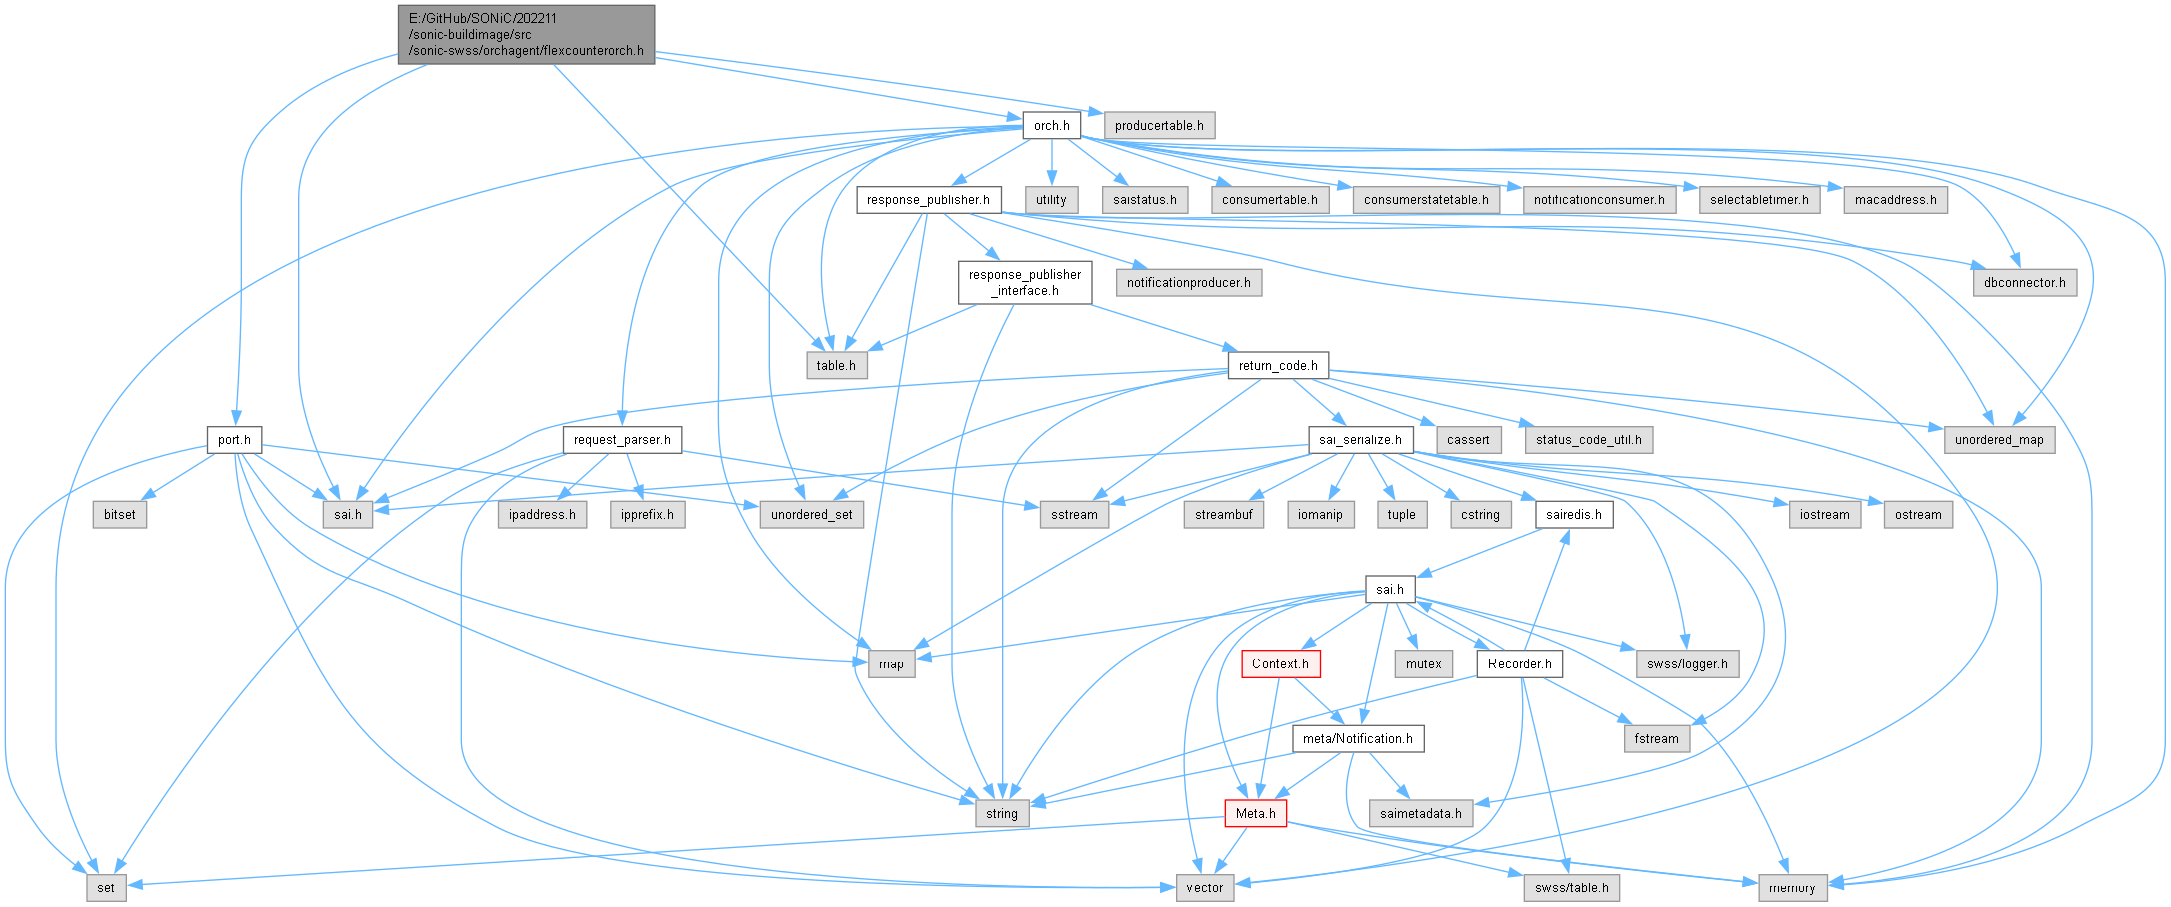 E:/GitHub/SONiC/202211
/sonic-buildimage/src
/sonic-swss/orchagent/flexcounterorch.h
orch.h
producertable.h
response_publisher.h
utility
saistatus.h
consumertable.h
consumerstatetable.h
notificationconsumer.h
selectabletimer.h
macaddress.h
response_publisher
_interface.h
notificationproducer.h
dbconnector.h
table.h
return_code.h
port.h
request_parser.h
sai_serialize.h
cassert
status_code_util.h
unordered_map
bitset
sai.h
ipaddress.h
ipprefix.h
unordered_set
sstream
streambuf
iomanip
tuple
cstring
sairedis.h
iostream
ostream
sai.h
map
Context.h
mutex
Recorder.h
swss/logger.h
meta/Notification.h
fstream
string
Meta.h
saimetadata.h
set
vector
swss/table.h
memory